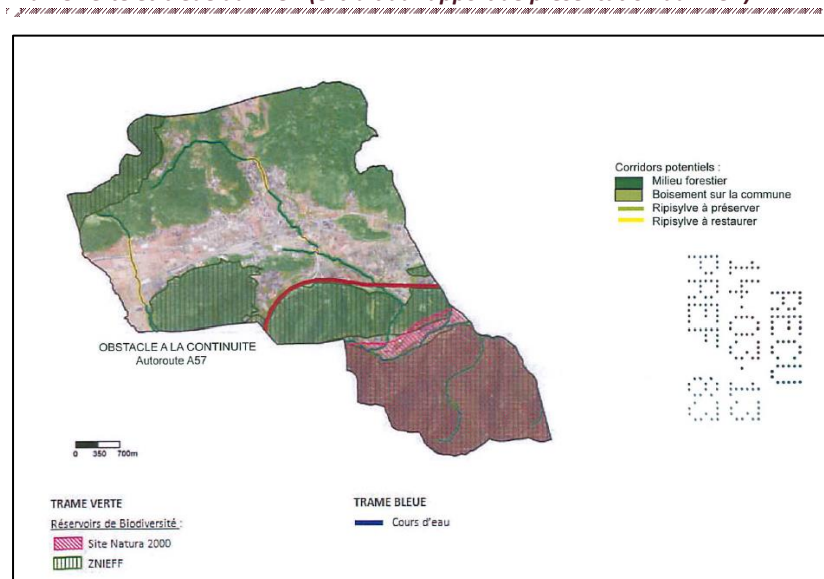 Corridors potentiels :
Milieu forestier
Boisement sur la commune
Ripisylve à préserver
Ripisylve à restaurer
OBSTACLE A LA CONTINUITE
Autoroute A57
0 350 700m
TRAME VERTE
Réservoirs de Biodiversité :
Site Natura 2000
ZNIEFF
TRAME BLEUE
Cours d'eau